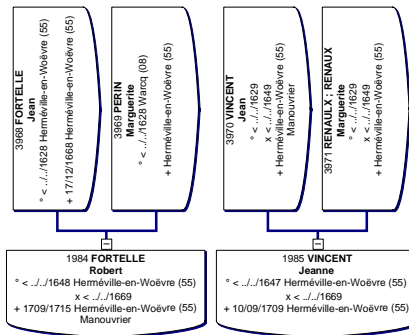 3968 FORTELLE
Jean
° < ../../1628 Herméville-en-Woëvre (55)
+ 17/12/1668 Herméville-en-Woëvre (55)
3969 PERIN
Marguerite
° < ../../1628 Warcq (08)
+ Herméville-en-Woëvre (55)
3970 VINCENT
Jean
° < ../../1629
x < ../../1649
+ Herméville-en-Woëvre (55)
Manouvrier
3971 RENAULX ; RENAUX
Marguerite
° < ../../1629
x < ../../1649
+ Herméville-en-Woëvre (55)
1984 FORTELLE
Robert
° < ../../1648 Herméville-en-Woëvre (55)
x < ../../1669
+ 1709/1715 Herméville-en-Woëvre (55)
Manouvrier
1985 VINCENT
Jeanne
° < ../../1647 Herméville-en-Woëvre (55)
x < ../../1669
+ 10/09/1709 Herméville-en-Woëvre (55)